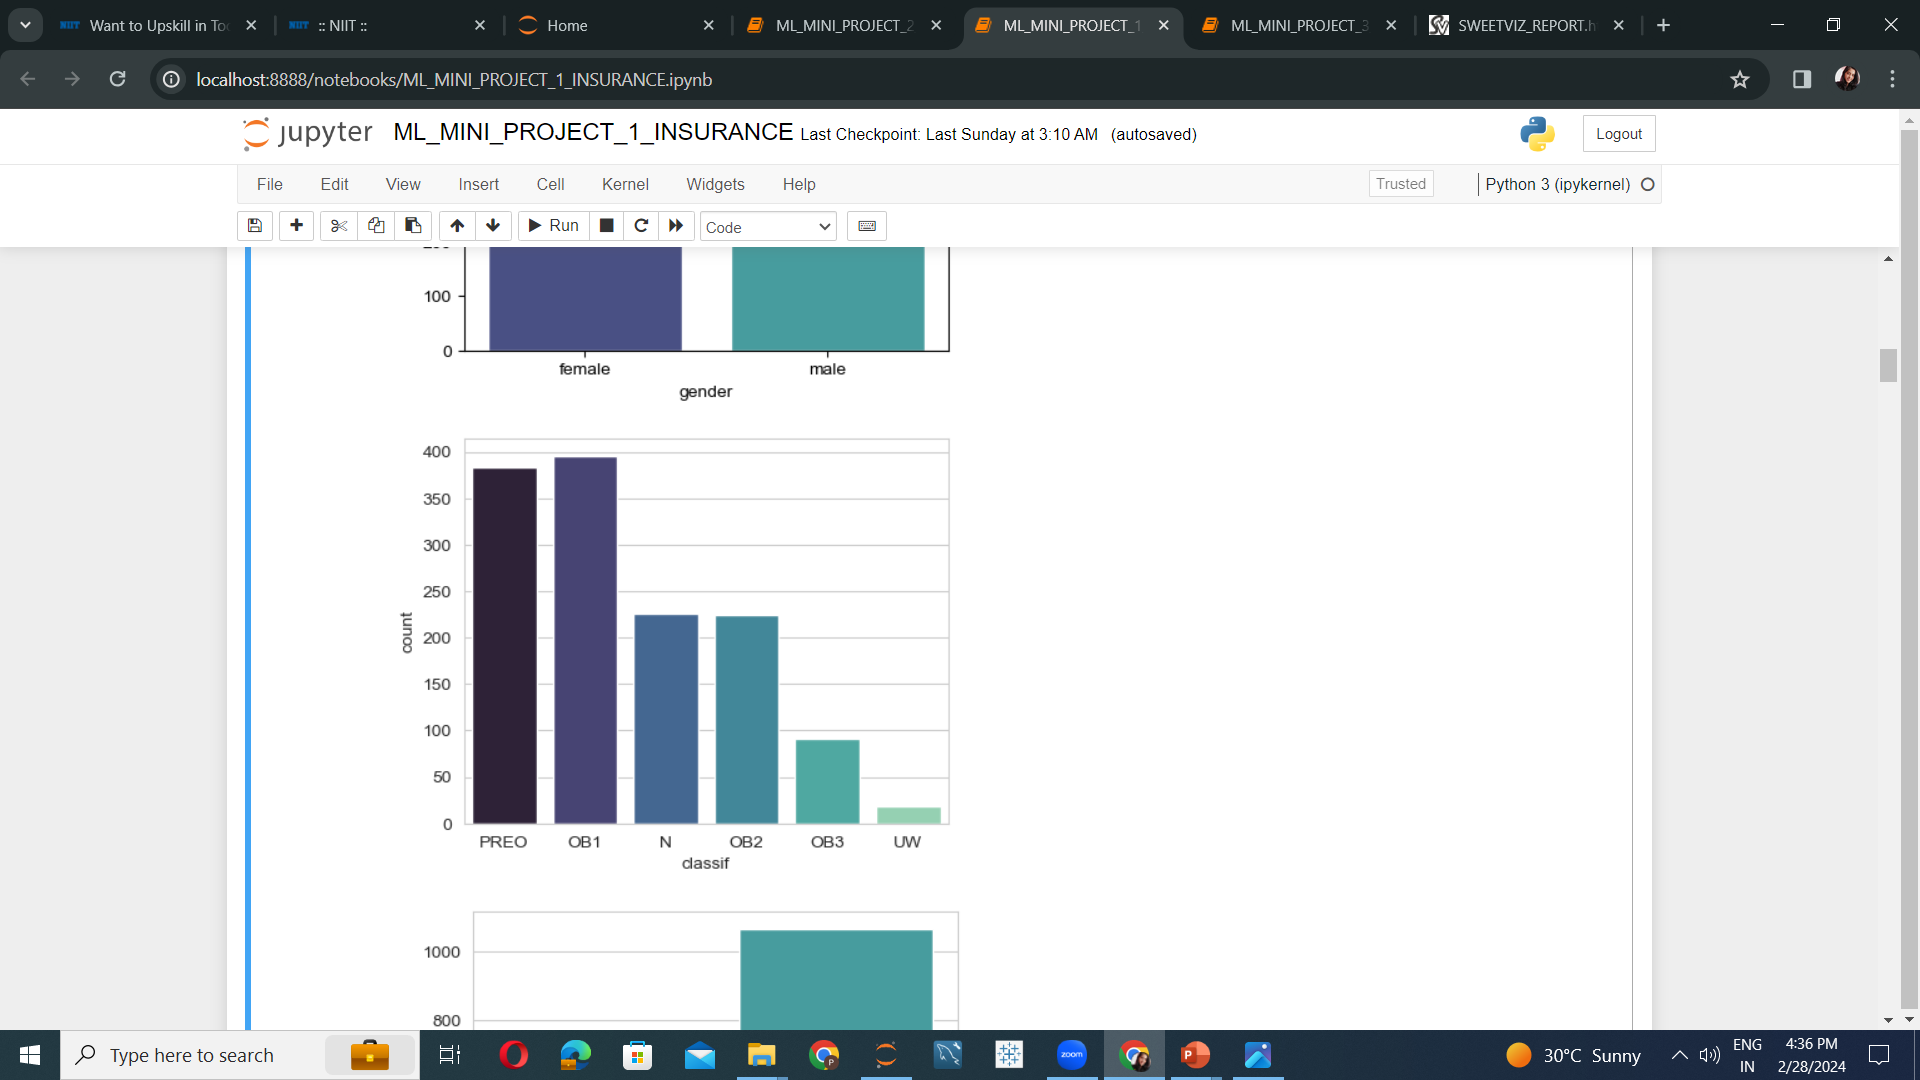 Want to Upskill in To
:: NIIT ::
Home
ML_MINI_PROJECT_2
ML_MINI_PROJECT_1
ML_MINI_PROJECT_3
SWEETVIZ_REPORT.h
localhost:8888/notebooks/ML_MINI_PROJECT_1_INSURANCE.ipynb
jupyter ML_MINI_PROJECT_1_INSURANCE Last Checkpoint: Last Sunday at 3:10 AM (autosaved)
Logout
File Edit View Insert Cell Kernel Widgets Help
Trusted
Python 3 (ipykernel)
Run
Code
100
0
female male
gender
400
350
300
250
200
150
100
50
0
count
PREO OB1 N OB2 OB3 UW
classif
1000
800
Type here to search
zoom
30°C Sunny
ENG
IN
4:36 PM
2/28/2024